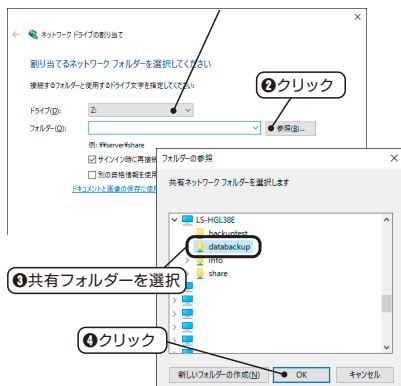 ネットワーク ドライブの割り当て
割り当てるネットワーク フォルダーを選択してください
接続するフォルダーと使用するドライブ文字を指定してください:
ドライブ(D): Z:
❷クリック
フォルダー(O): 参照(B)...
例: ¥¥server¥share
サインイン時に再接続
別の資格情報を使用
ドキュメントと画像の保存に使用
フォルダーの参照
共有ネットワーク フォルダーを選択します
LS-HGL38E
backuptest
databackup
info
share
❸共有フォルダーを選択
❹クリック
新しいフォルダーの作成(N) OK キャンセル